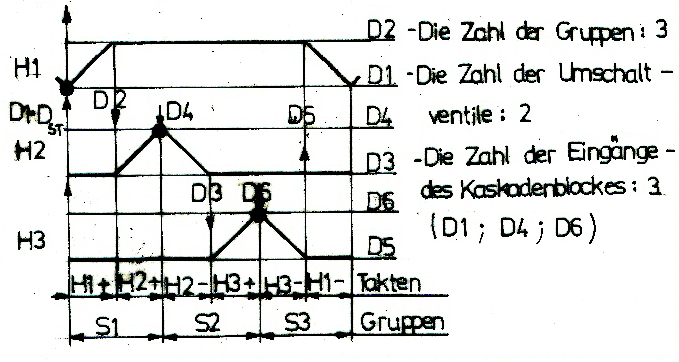 D2 -Die Zahl der Gruppen: 3
H1
D1 -Die Zahl der Umschalt -
D2 D4 D5 D4 ventile: 2
D1·DST
H2
D3 -Die Zahl der Eingänge -
D3 D6 D6 des Kaskadenblockes: 3
(D1 ; D4 ; D6)
H3
D5
H1+ H2+ H2- H3+ H3- H1- Takten
S1 S2 S3 Gruppen